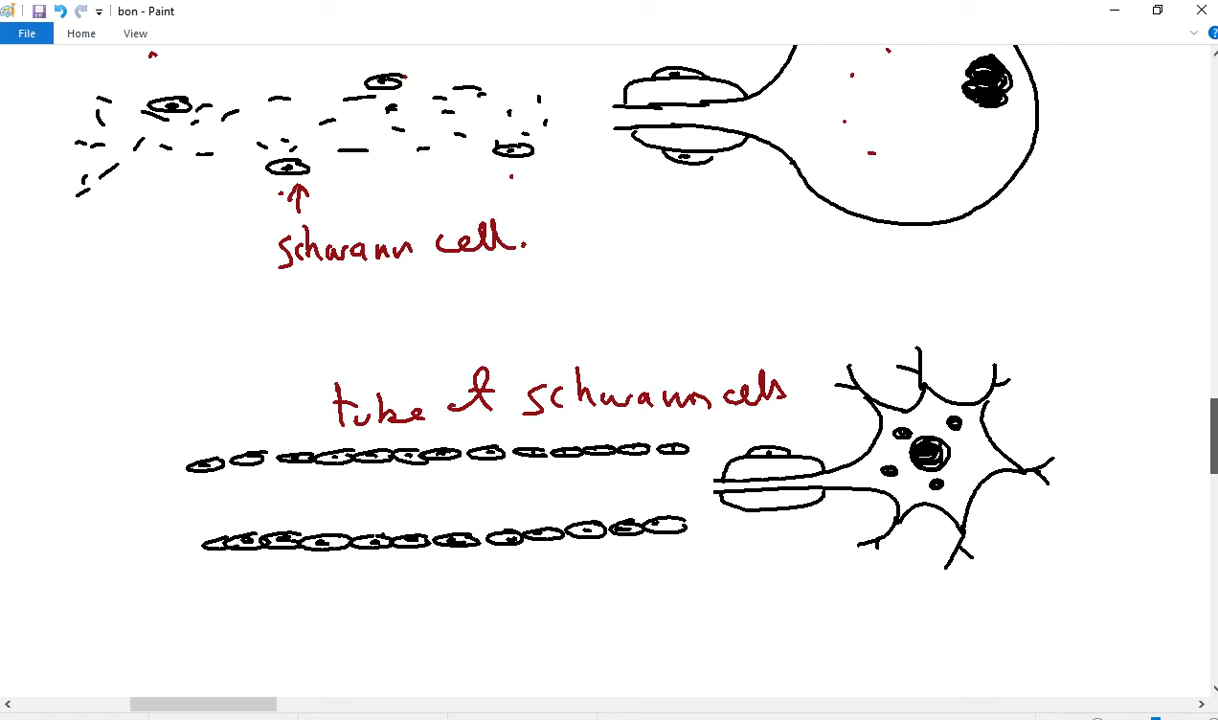 bon - Paint
File Home View
schwann cell.
tube of schwann cells